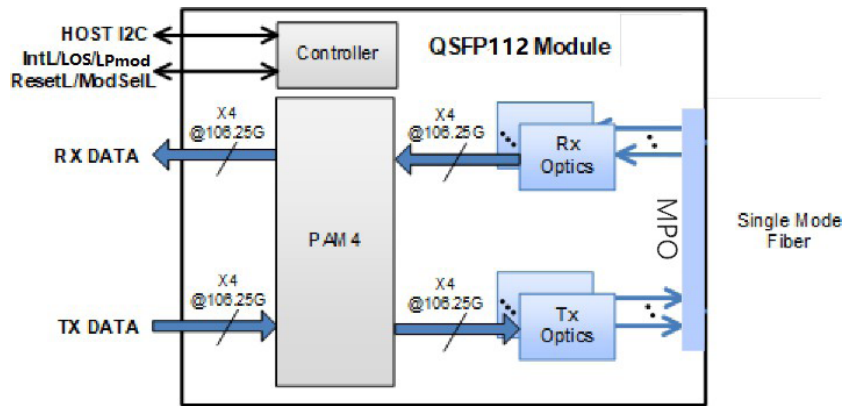 HOST I2C
IntL/LOS/LPmod
ResetL/ModSelL
Controller
QSFP112 Module
X4
@106.25G
X4
@106.25G
RX DATA
Rx
Optics
PAM4
MPO
Single Mode
Fiber
X4
@106.25G
X4
@106.25G
TX DATA
Tx
Optics